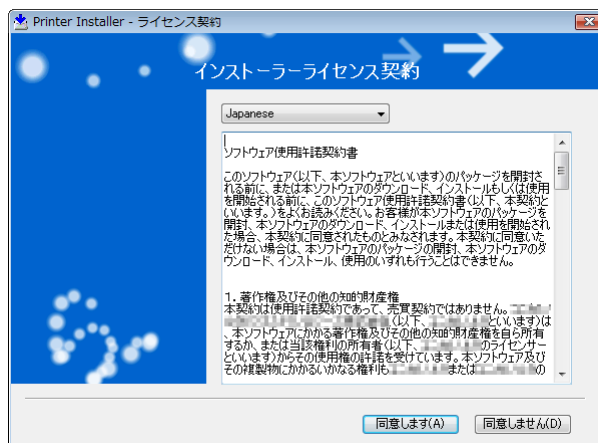 Printer Installer - ライセンス契約
インストーラーライセンス契約
Japanese
ソフトウェア使用許諾契約書
このソフトウェア(以下、本ソフトウェアといいます)のパッケージを開封さ
れる前に、または本ソフトウェアのダウンロード、インストールもしくは使用
を開始される前に、このソフトウェア使用許諾契約書(以下、本契約と
いいます。)をよくお読みください。お客様が本ソフトウェアのパッケージを
開封、本ソフトウェアのダウンロード、インストールまたは使用を開始され
た場合、本契約に同意されたものとみなされます。本契約に同意いた
だけない場合は、本ソフトウェアのパッケージの開封、本ソフトウェアのダ
ウンロード、インストール、使用のいずれも行うことはできません。
1. 著作権及びその他の知的財産権
本契約は使用許諾契約であって、売買契約ではありません。
(以下、といいます)は
、本ソフトウェアにかかる著作権及びその他の知的財産権を自ら所有
するか、または当該権利の所有者(以下、のライセンサー
といいます)からその使用権の許諾を受けています。本ソフトウェア及び
その複製物にかかるいかなる権利もまたはの
同意します(A)
同意しません(D)